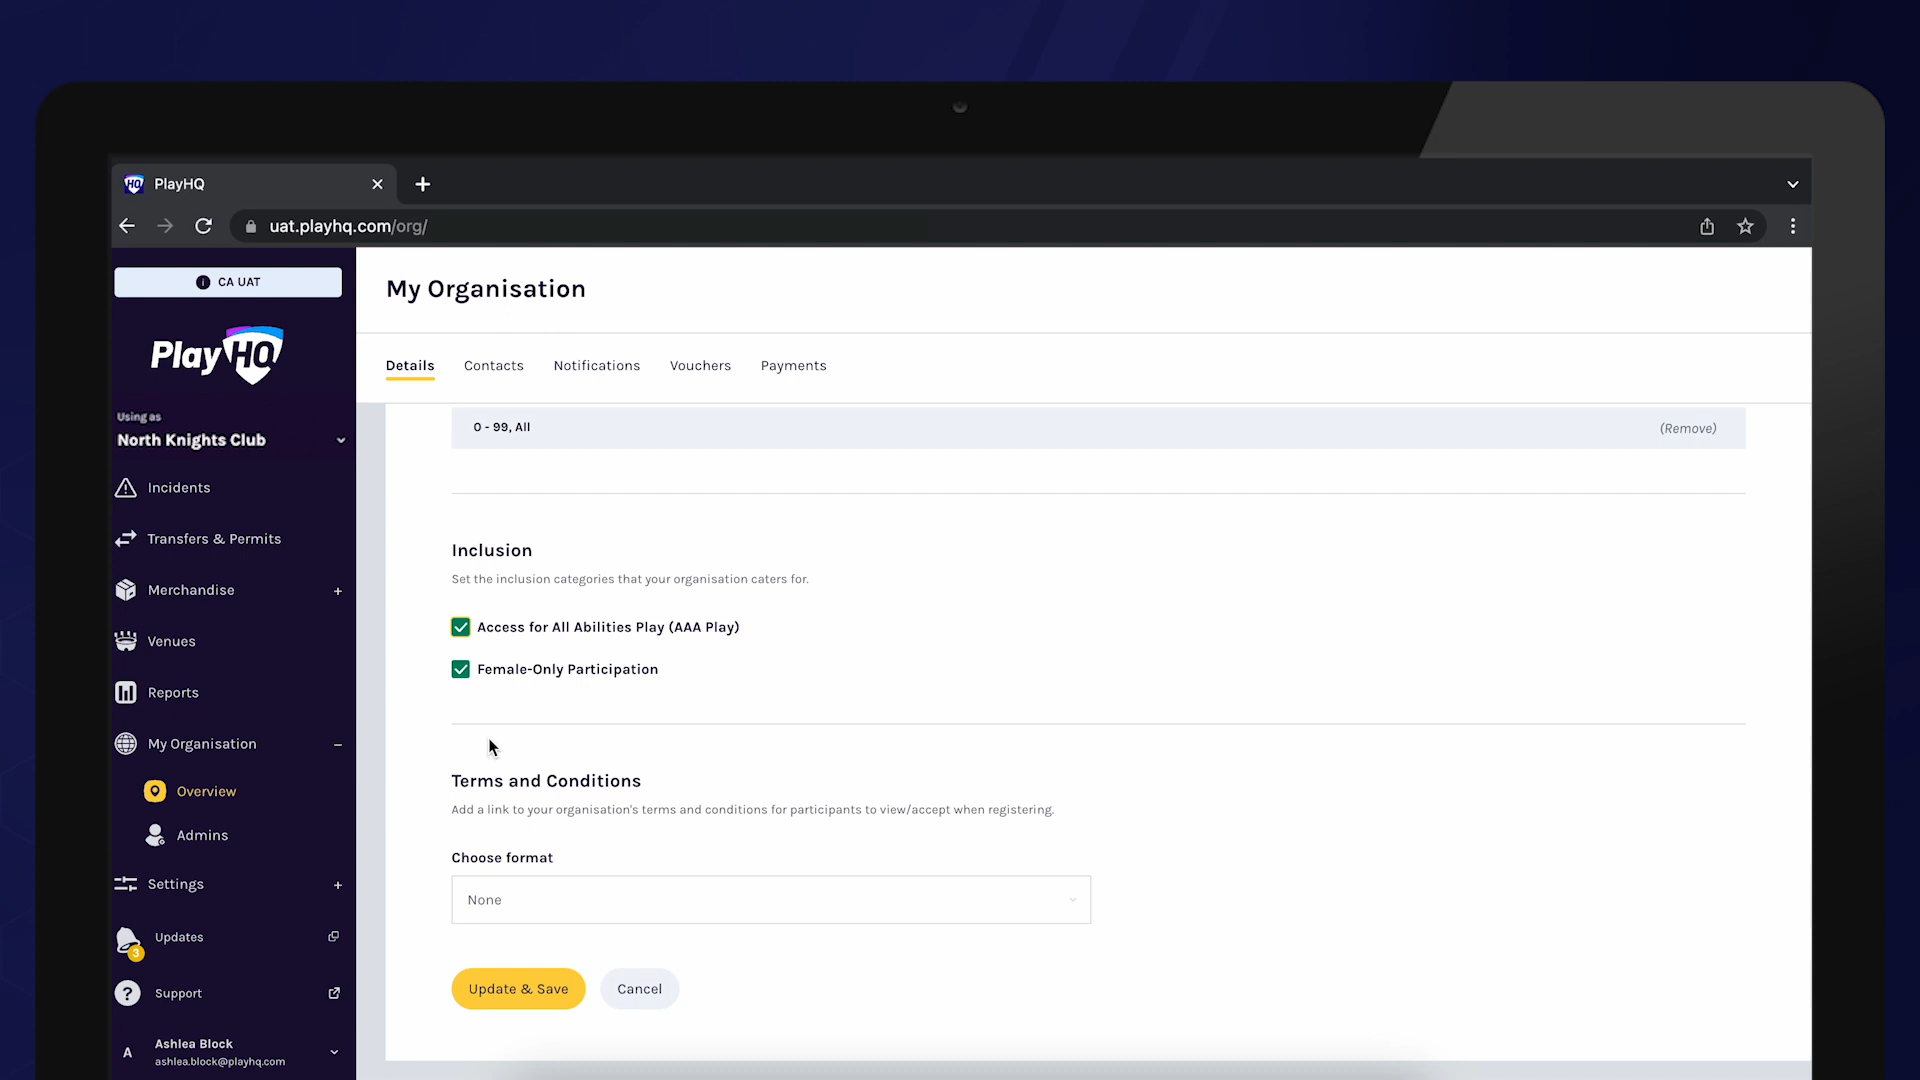 PlayHQ
uat.playhq.com/org/
CA UAT
PlayHQ
Using as
North Knights Club
Incidents
Transfers & Permits
Merchandise
Venues
Reports
My Organisation
Overview
Admins
Settings
Updates
3
Support
A
Ashlea Block
ashlea.block@playhq.com
My Organisation
Details Contacts Notifications Vouchers Payments
0 - 99, All (Remove)
Inclusion
Set the inclusion categories that your organisation caters for.
Access for All Abilities Play (AAA Play)
Female-Only Participation
Terms and Conditions
Add a link to your organisation's terms and conditions for participants to view/accept when registering.
Choose format
None
Update & Save Cancel